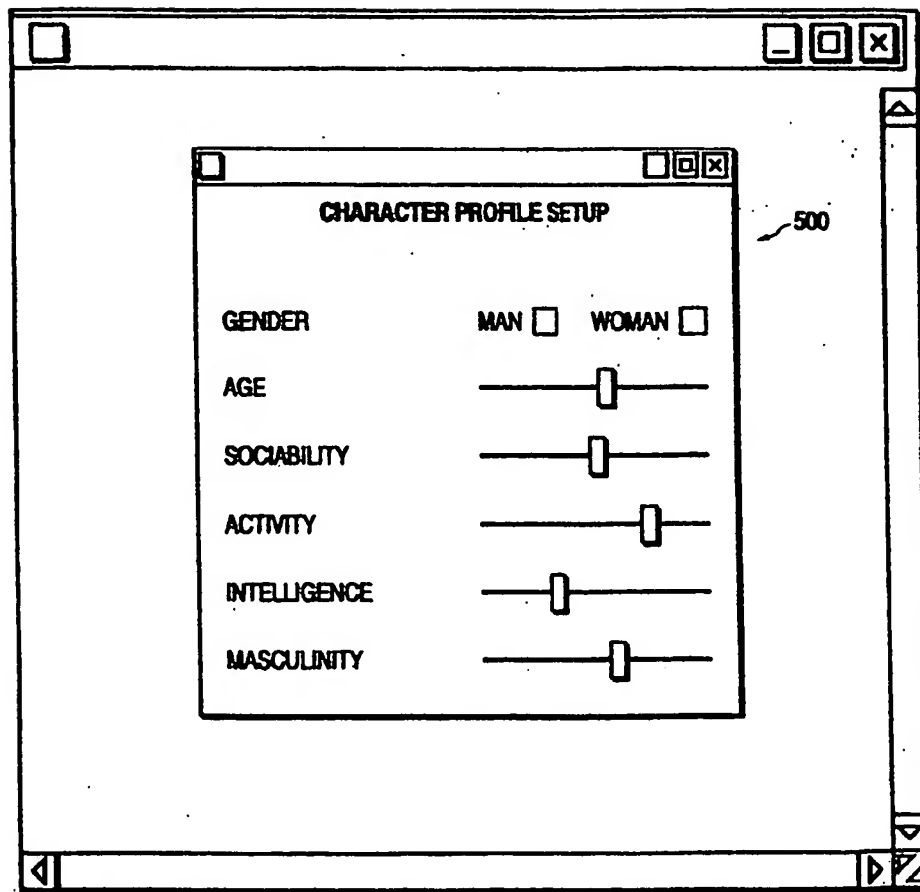 CHARACTER PROFILE SETUP
500
GENDER MAN WOMAN
AGE
SOCIABILITY
ACTIVITY
INTELLIGENCE
MASCULINITY